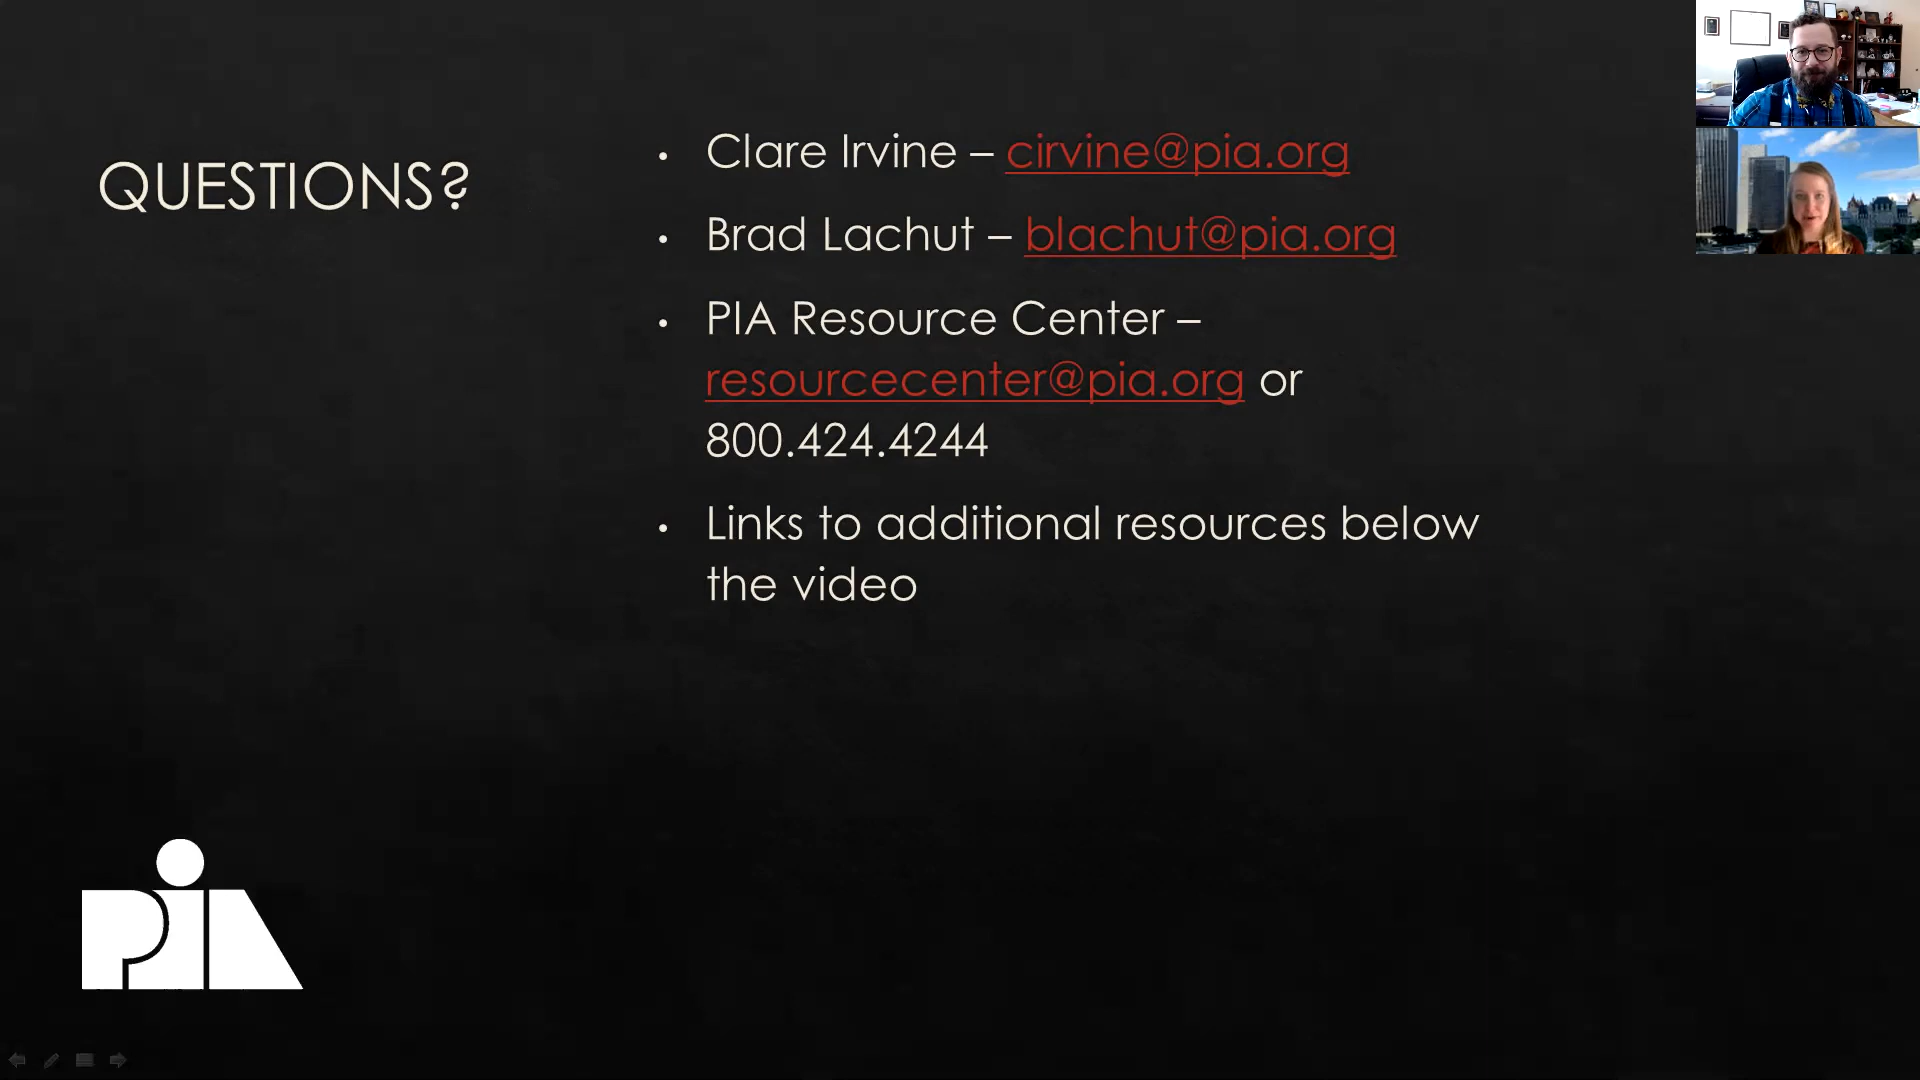 QUESTIONS?
• Clare Irvine – cirvine@pia.org
• Brad Lachut – blachut@pia.org
• PIA Resource Center –
resourcecenter@pia.org or
800.424.4244
• Links to additional resources below
the video
PIA